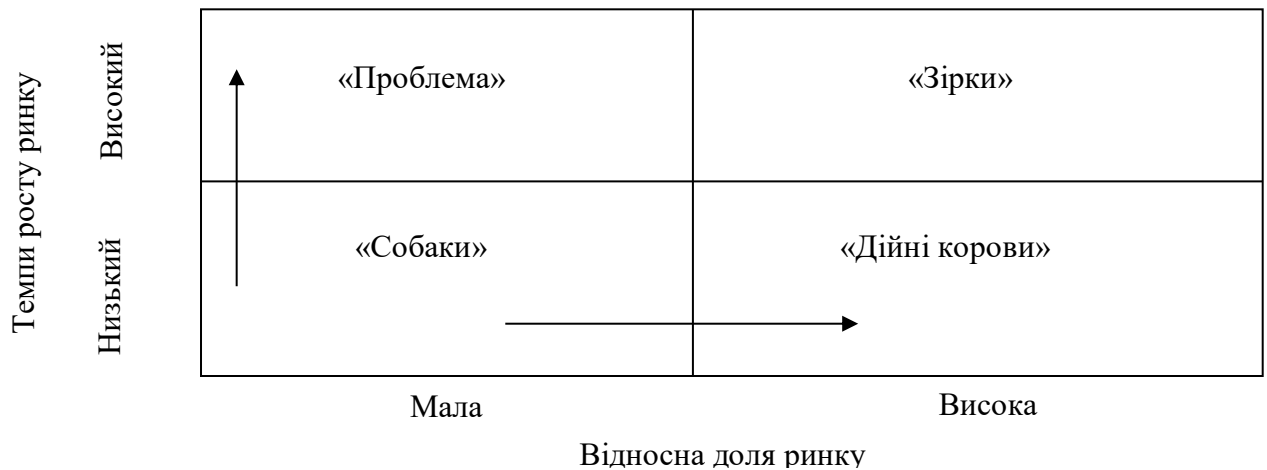 Темпи росту ринку
Високий
Низький
«Проблема»
«Зірки»
«Собаки»
«Дійні корови»
Мала
Висока
Відносна доля ринку